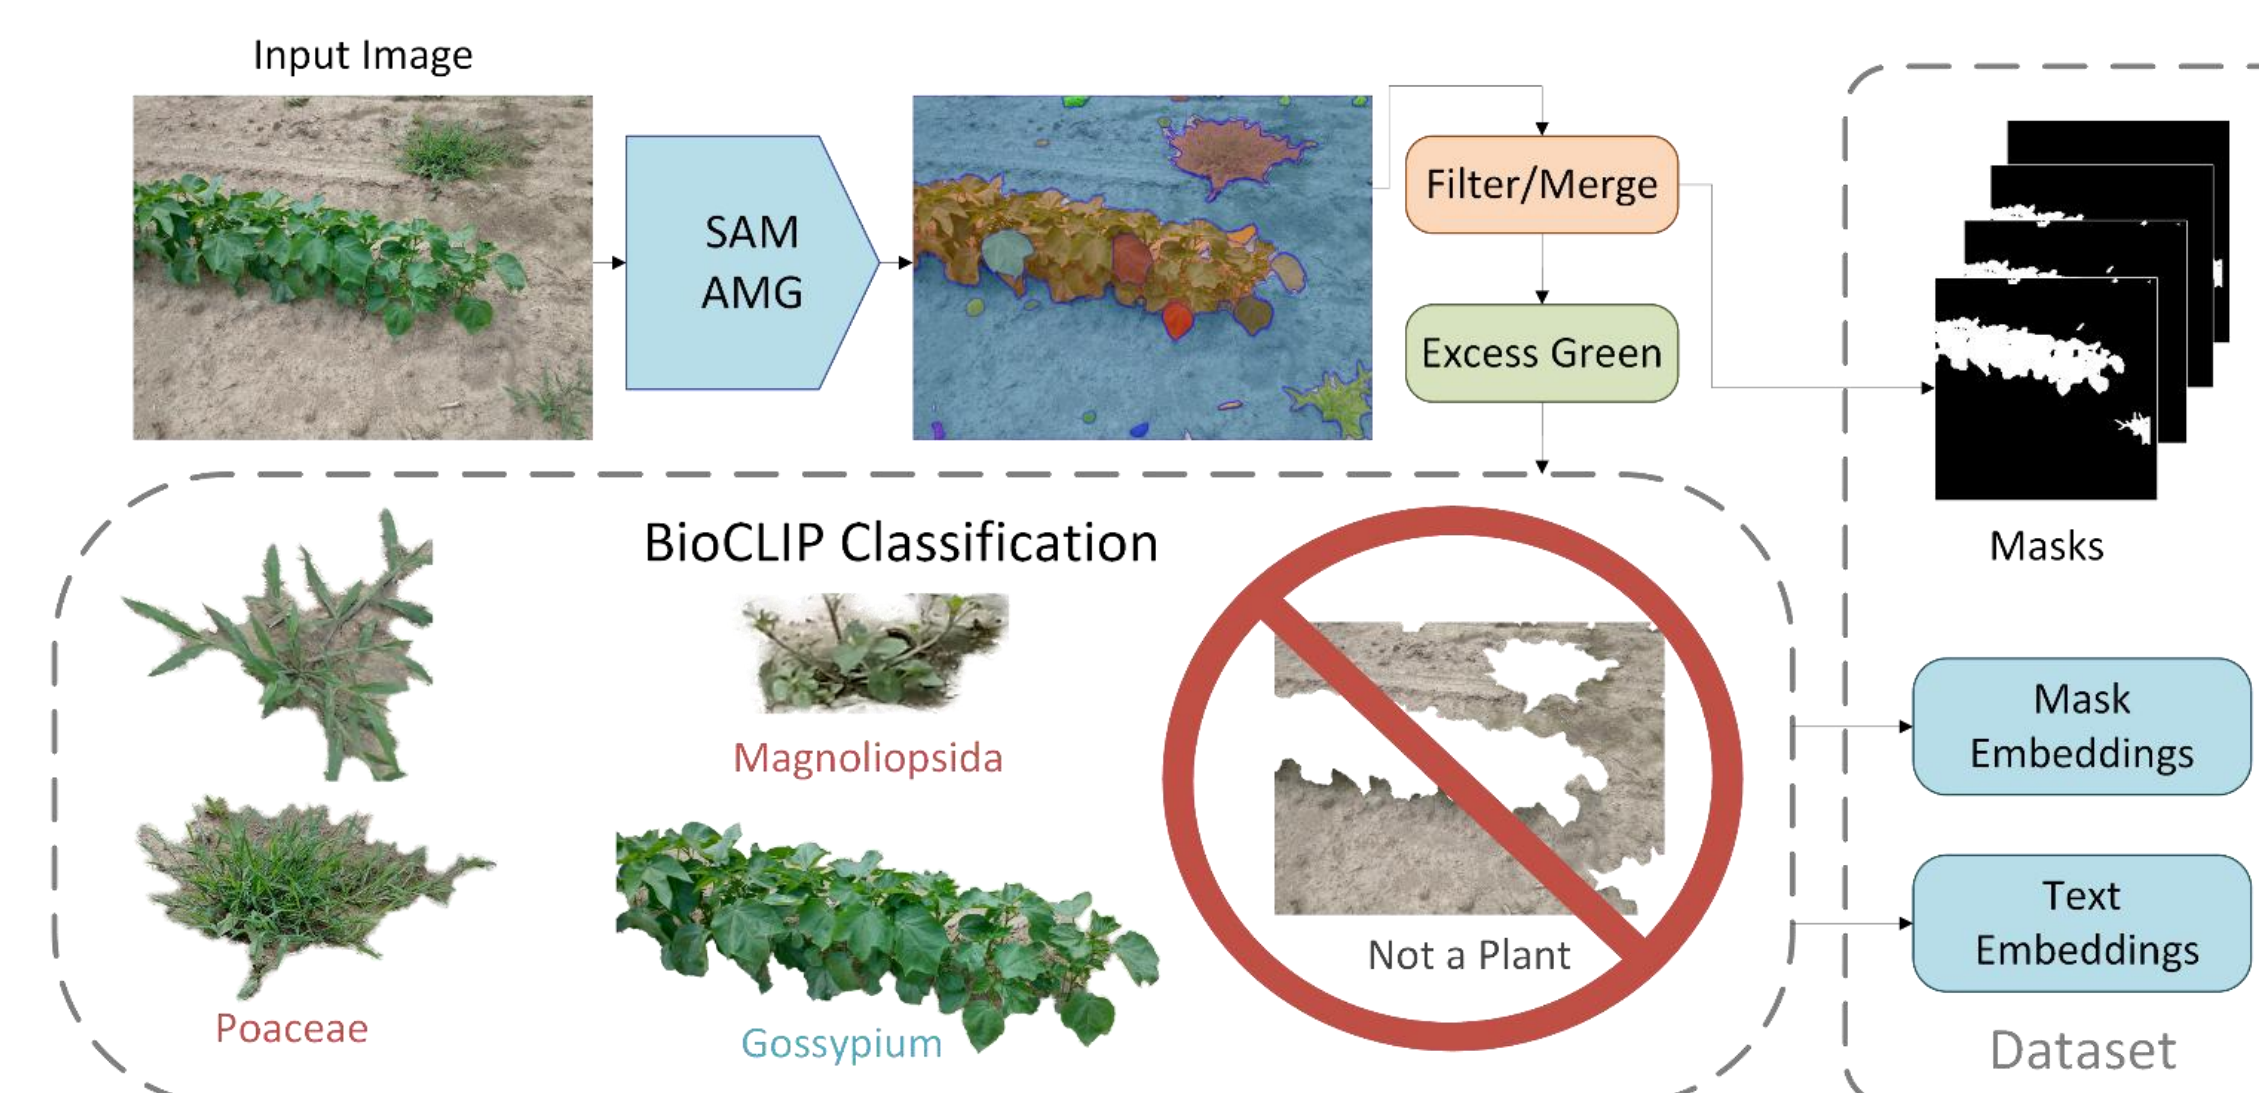 Input Image
SAM
AMG
Filter/Merge
Excess Green
Masks
BioCLIP Classification
Magnoliopsida
Poaceae
Gossypium
Not a Plant
Mask
Embeddings
Text
Embeddings
Dataset